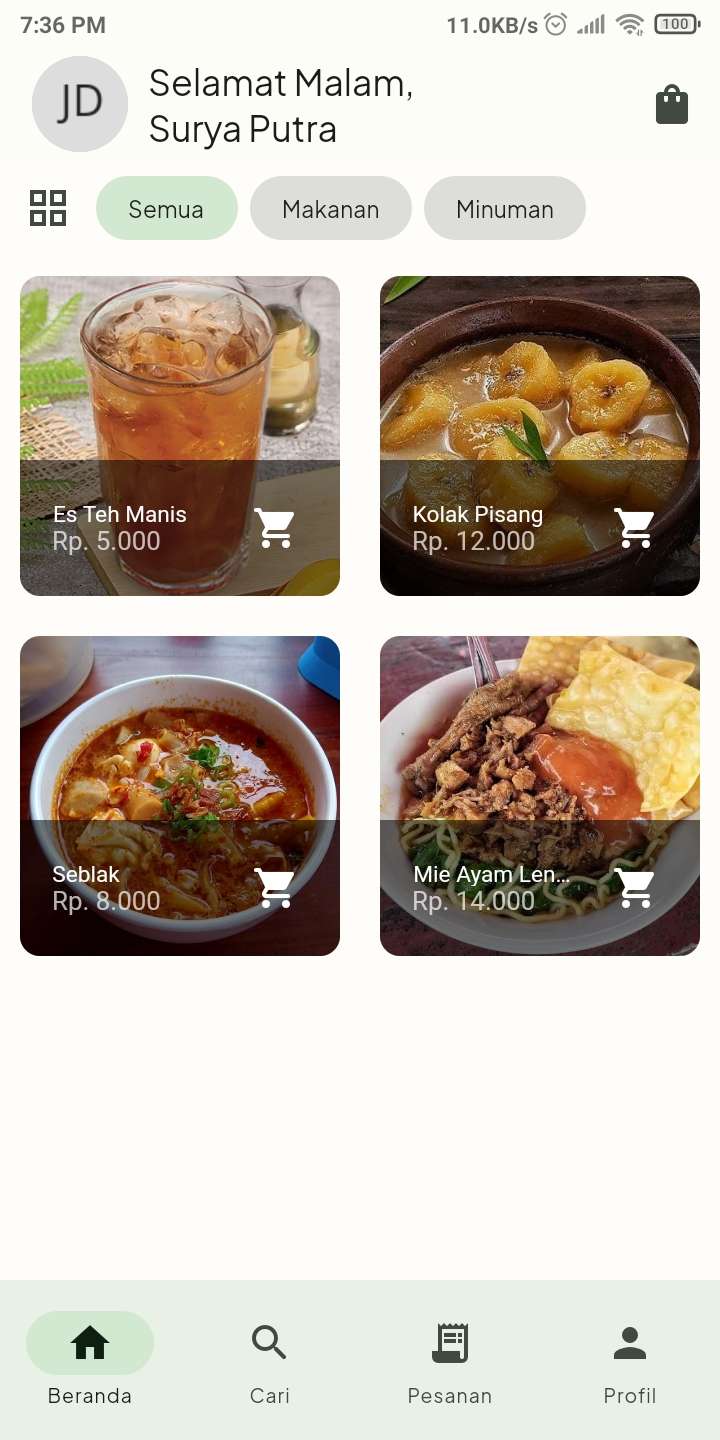 7:36 PM
11.0KB/s
100
JD
Selamat Malam,
Surya Putra
Semua
Makanan
Minuman
Es Teh Manis
Rp. 5.000
Kolak Pisang
Rp. 12.000
Seblak
Rp. 8.000
Mie Ayam Len...
Rp. 14.000
Beranda
Cari
Pesanan
Profil